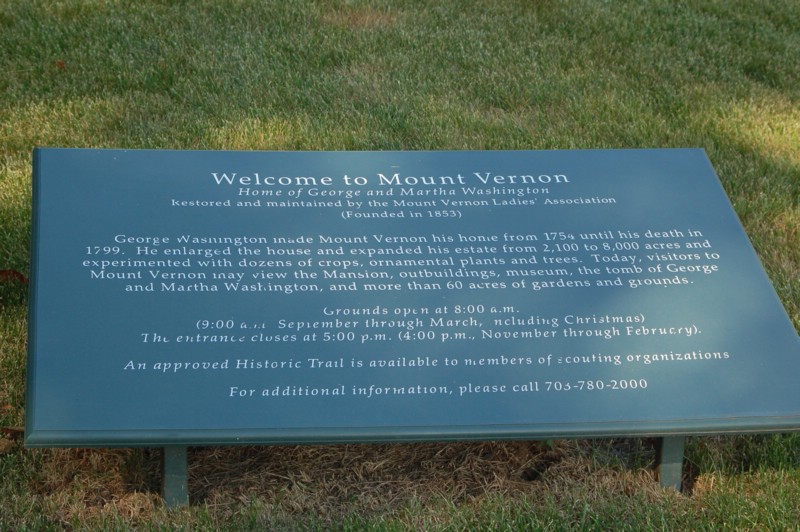 Welcome to Mount Vernon
Home of George and Martha Washington
Restored and maintained by the Mount Vernon Ladies' Association
(Founded in 1853)
George Washington made Mount Vernon his home from 1754 until his death in
1799. He enlarged the house and expanded his estate from 2,100 to 8,000 acres and
experimented with dozens of crops, ornamental plants and trees. Today, visitors to
Mount Vernon may view the Mansion, outbuildings, museum, the tomb of George
and Martha Washington, and more than 60 acres of gardens and grounds.
Grounds open at 8:00 a.m.
(9:00 a.m. September through March, including Christmas)
The entrance closes at 5:00 p.m. (4:00 p.m., November through February).
An approved Historic Trail is available to members of scouting organizations
For additional information, please call 703-780-2000